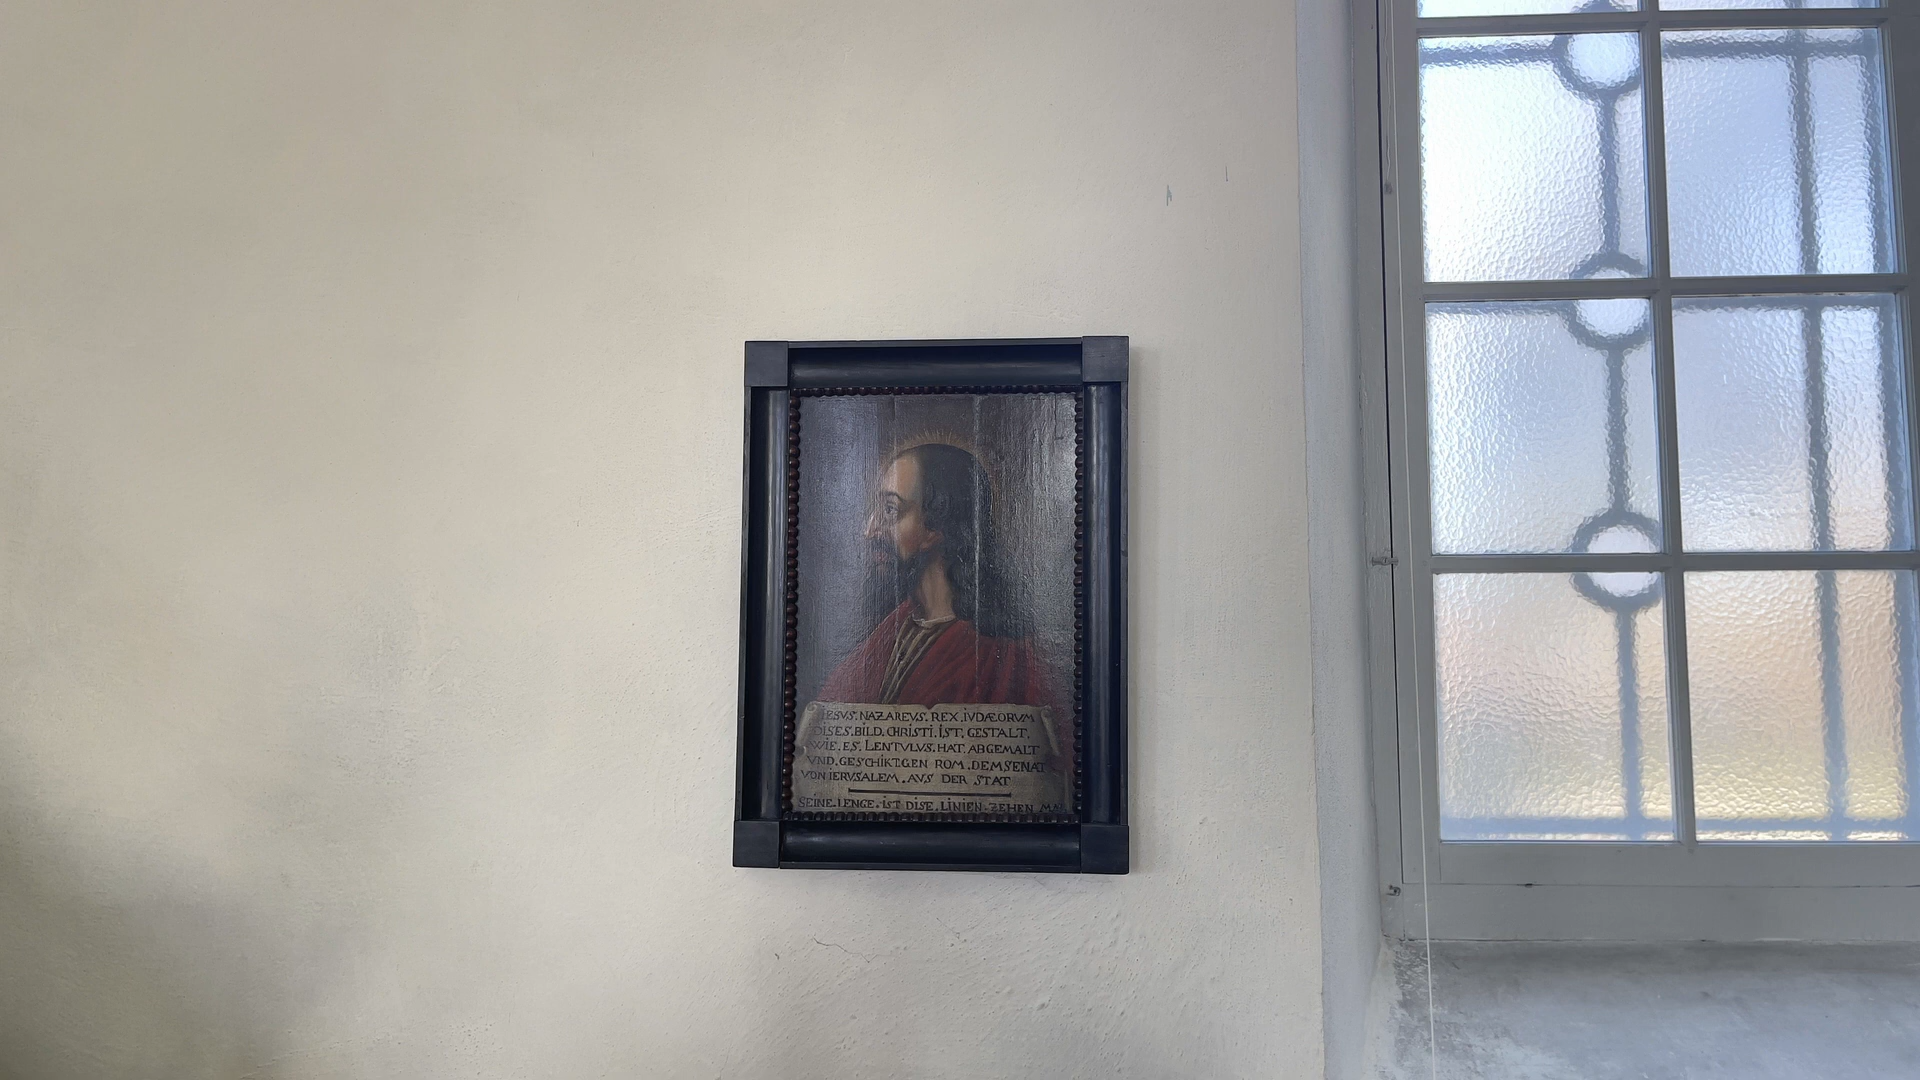 IESVS. NAZAREVS. REX. IVDÆORVM
DISES. BILD. CHRISTI. IST. GESTALT.
WIE. ES. LENTVLVS. HAT. ABGEMALT
VND. GESCHIKT. GEN ROM. DEM SENAT
VON IERVSALEM. AVS DER STAT
SEINE. LENGE. IST DISE. LINIEN. ZEHEN MAL